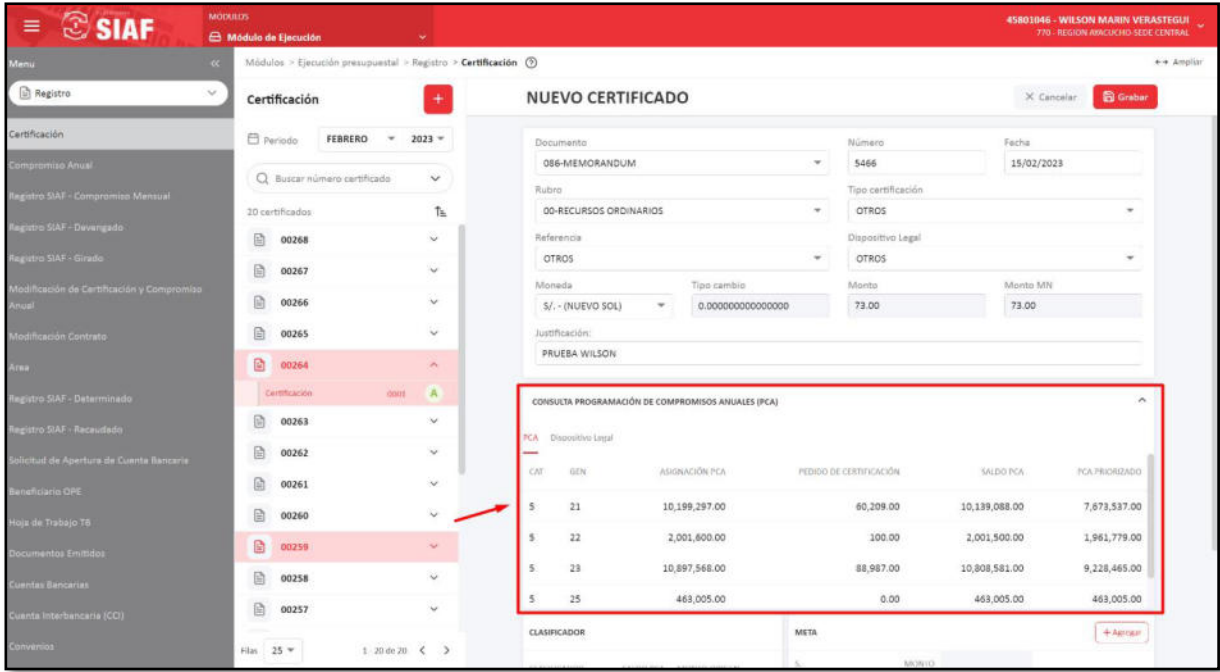 SIAF
MÓDULOS
Módulo de Ejecución
45801046 - WILSON MARIN VERASTEGUI
770 - REGION AYACUCHO-SEDE CENTRAL
Menu
Módulos > Ejecución presupuestal > Registro > Certificación
Ampliar
Registro
Certificación
Compromiso Anual
Registro SIAF - Compromiso Mensual
Registro SIAF - Devengado
Registro SIAF - Girado
Modificación de Certificación y Compromiso
Anual
Modificación Contrato
Area
Registro SIAF - Determinado
Registro SIAF - Recaudado
Solicitud de Apertura de Cuenta Bancaria
Beneficiario OPE
Hoja de Trabajo T6
Documentos Emitidos
Cuentas Bancarias
Cuenta Interbancaria (CCI)
Convenios
Certificación
+
Periodo FEBRERO 2023
Buscar número certificado
20 certificados
00268
00267
00266
00265
00264
Certificación 0001 A
00263
00262
00261
00260
00259
00258
00257
Filas 25 1 20 de 20
NUEVO CERTIFICADO
Cancelar
Grabar
Documento Número Fecha
086-MEMORANDUM 5466 15/02/2023
Rubro Tipo certificación
00-RECURSOS ORDINARIOS OTROS
Referencia Dispositivo Legal
OTROS OTROS
Moneda Tipo cambio Monto Monto MN
S/. - (NUEVO SOL) 0.000000000000000 73.00 73.00
Justificación:
PRUEBA WILSON
CONSULTA PROGRAMACIÓN DE COMPROMISOS ANUALES (PCA)
PCA Dispositivo Legal
CAT GEN ASIGNACIÓN PCA PEDIDO DE CERTIFICACIÓN SALDO PCA PCA PRIORIZADO
5 21 10,199,297.00 60,209.00 10,139,088.00 7,673,537.00
5 22 2,001,600.00 100.00 2,001,500.00 1,961,779.00
5 23 10,897,568.00 88,987.00 10,808,581.00 9,228,465.00
5 25 463,005.00 0.00 463,005.00 463,005.00
CLASIFICADOR META + Agregar
MONTO